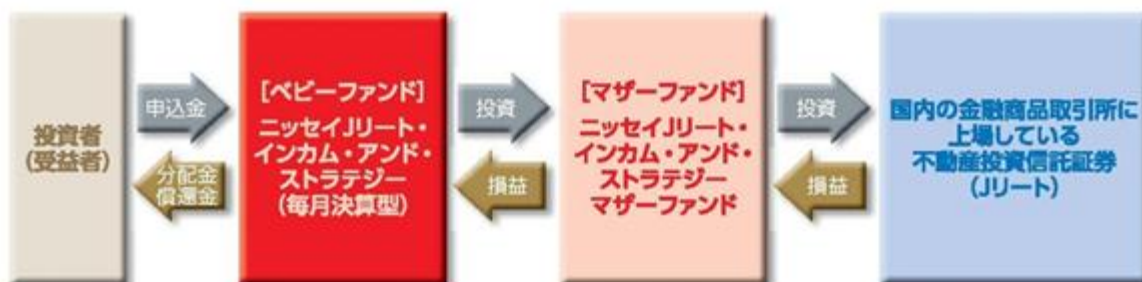 投資者
(受益者)
申込金
分配金
償還金
[ベビーファンド]
ニッセイJリート・
インカム・アンド・
ストラテジー
(毎月決算型)
投資
損益
[マザーファンド]
ニッセイJリート・
インカム・アンド・
ストラテジー
マザーファンド
投資
損益
国内の金融商品取引所に
上場している
不動産投資信託証券
(Jリート)